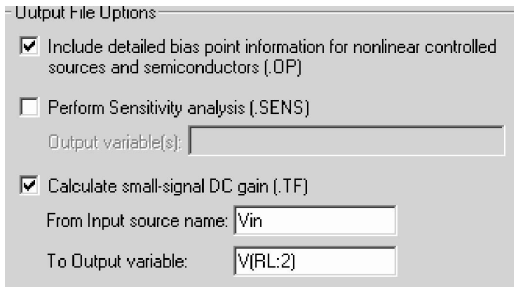 Output File Options
Include detailed bias point information for nonlinear controlled
sources and semiconductors (.OP)
Perform Sensitivity analysis (.SENS)
Output variable(s):
Calculate small-signal DC gain (.TF)
From Input source name: Vin
To Output variable: V(RL:2)